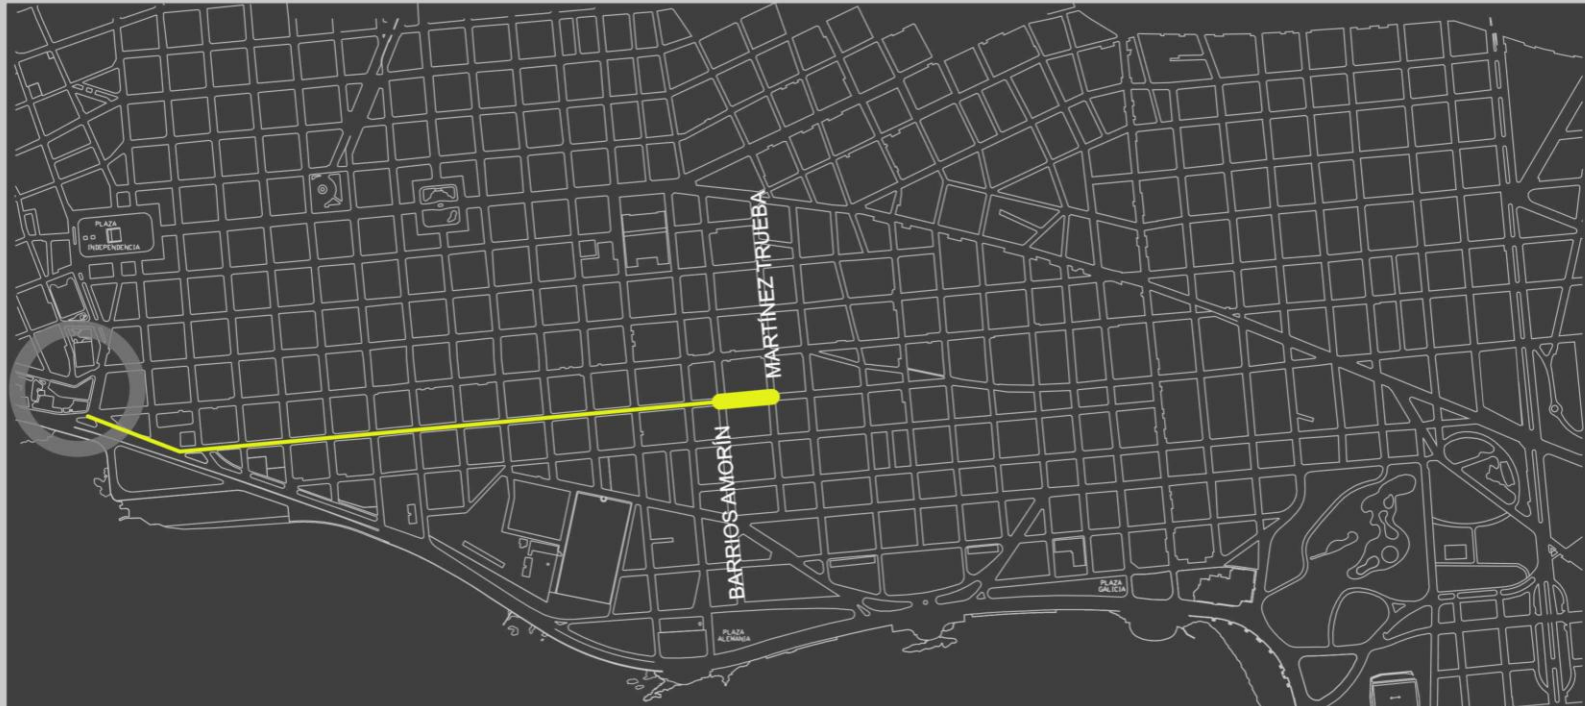 PLAZA
INDEPENDENCIA
MARTÍNEZ TRUEBA
BARRIOS AMORÍN
PLAZA
GALICIA
PLAZA
ALEMANIA